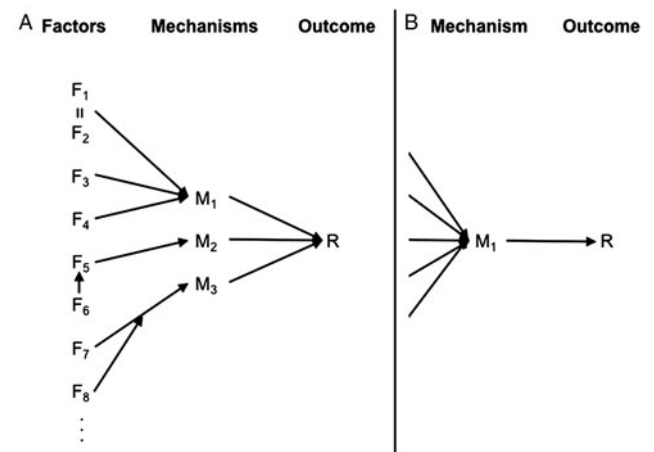 A Factors Mechanisms Outcome
F₁
=
F₂
F₃
F₄
F₅
F₆
F₇
F₈
⋮
M₁
M₂
M₃
R
B Mechanism Outcome
M₁
R